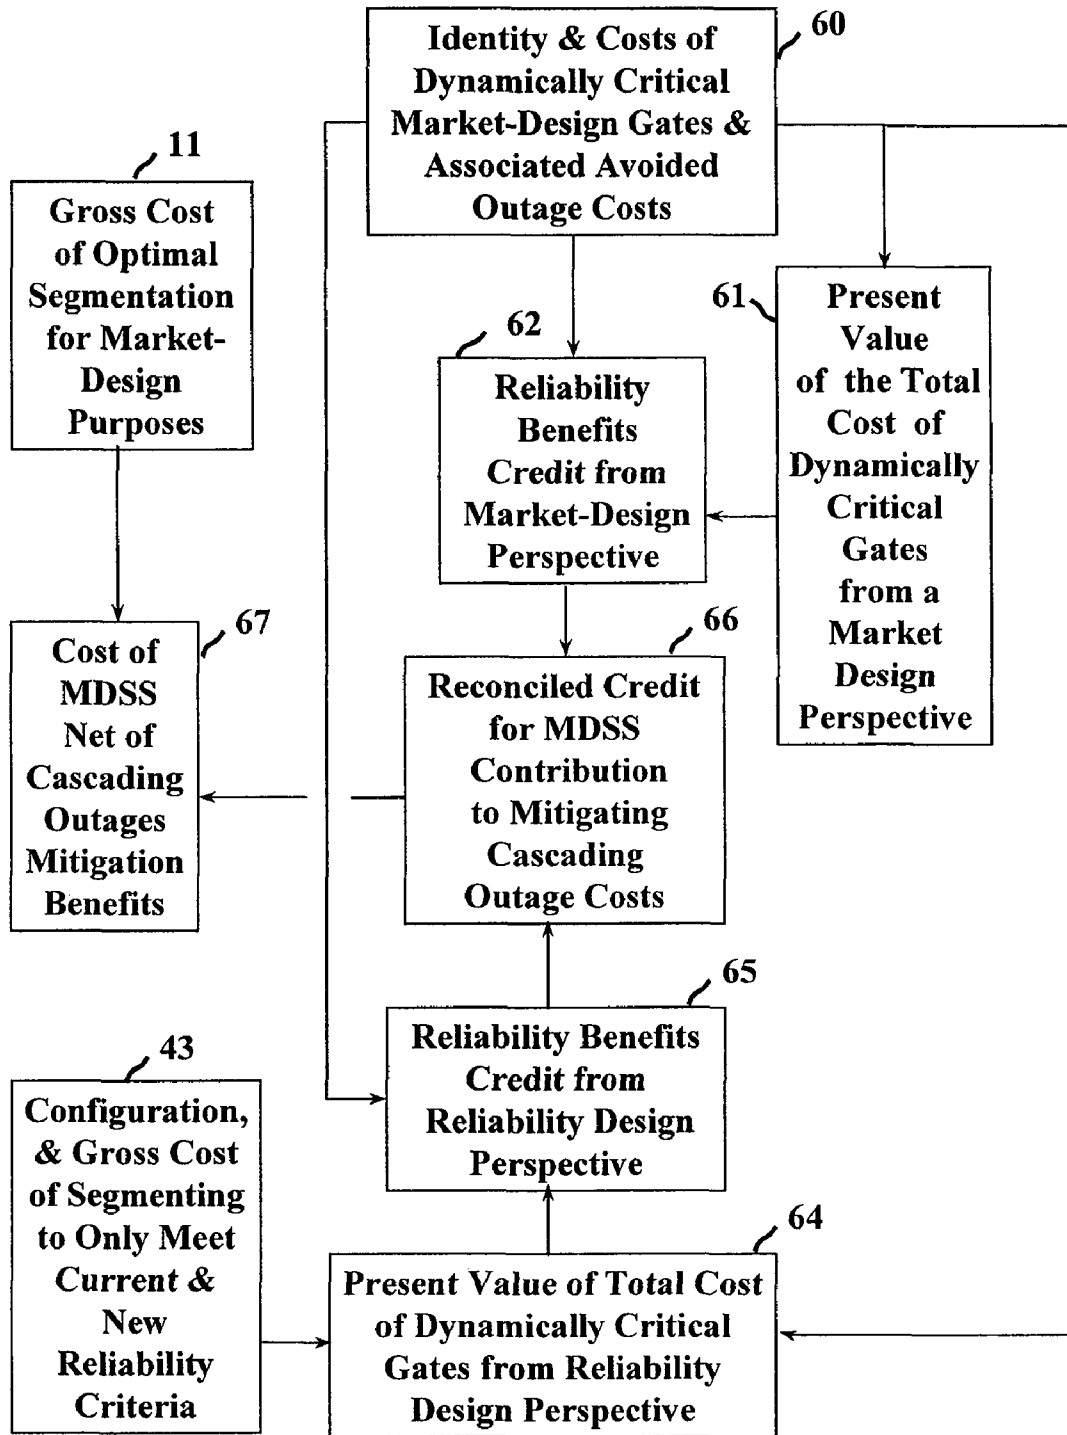 60
Identity & Costs of
Dynamically Critical
Market-Design Gates &
Associated Avoided
Outage Costs
11
Gross Cost
of Optimal
Segmentation
for Market-
Design
Purposes
61
Present
Value
of the Total
Cost of
Dynamically
Critical
Gates
from a
Market
Design
Perspective
62
Reliability
Benefits
Credit from
Market-Design
Perspective
67
Cost of
MDSS
Net of
Cascading
Outages
Mitigation
Benefits
66
Reconciled Credit
for MDSS
Contribution
to Mitigating
Cascading
Outage Costs
65
Reliability Benefits
Credit from
Reliability Design
Perspective
43
Configuration,
& Gross Cost
of Segmenting
to Only Meet
Current &
New
Reliability
Criteria
64
Present Value of Total Cost
of Dynamically Critical
Gates from Reliability
Design Perspective